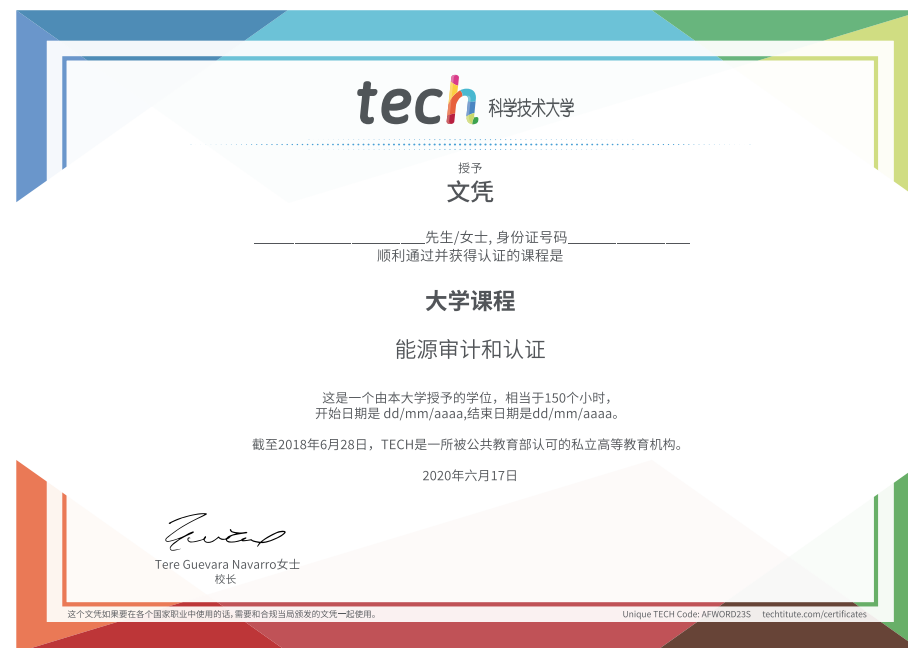 tech 科学技术大学
授予
文凭
____________________先生/女士, 身份证号码______________
顺利通过并获得认证的课程是
大学课程
能源审计和认证
这是一个由本大学授予的学位，相当于150个小时，
开始日期是 dd/mm/aaaa,结束日期是dd/mm/aaaa。
截至2018年6月28日，TECH是一所被公共教育部认可的私立高等教育机构。
2020年六月17日
Tere Guevara Navarro女士
校长
这个文凭如果要在各个国家职业中使用的话,需要和合规当局颁发的文凭一起使用。
Unique TECH Code: AFWORD23S techtitute.com/certificates